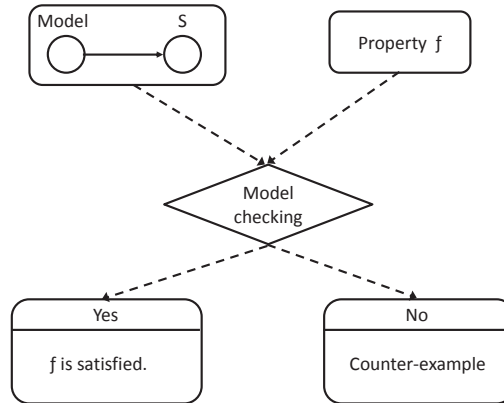 Model S
Property ƒ
Model
checking
Yes
No
ƒ is satisfied.
Counter-example